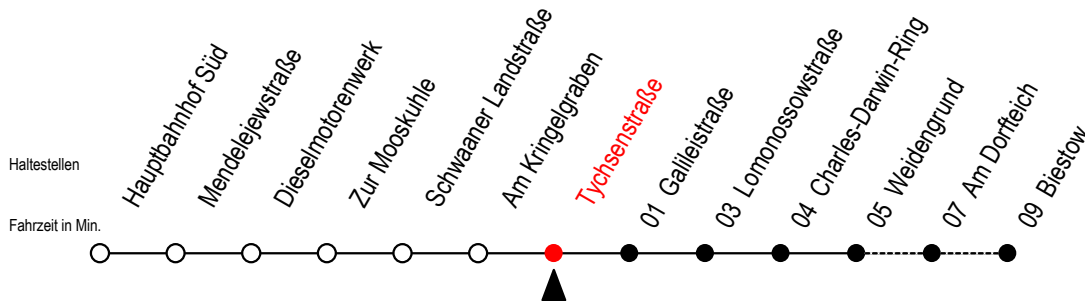 Haltestellen
Fahrzeit in Min.
Hauptbahnhof Süd
Mendelejewstraße
Dieselmotorenwerk
Zur Mooskuhle
Schwaaner Landstraße
Am Kringelgraben
Tychsenstraße
01 Galileistraße
03 Lomonossowstraße
04 Charles-Darwin-Ring
05 Weidengrund
07 Am Dorfteich
09 Biestow